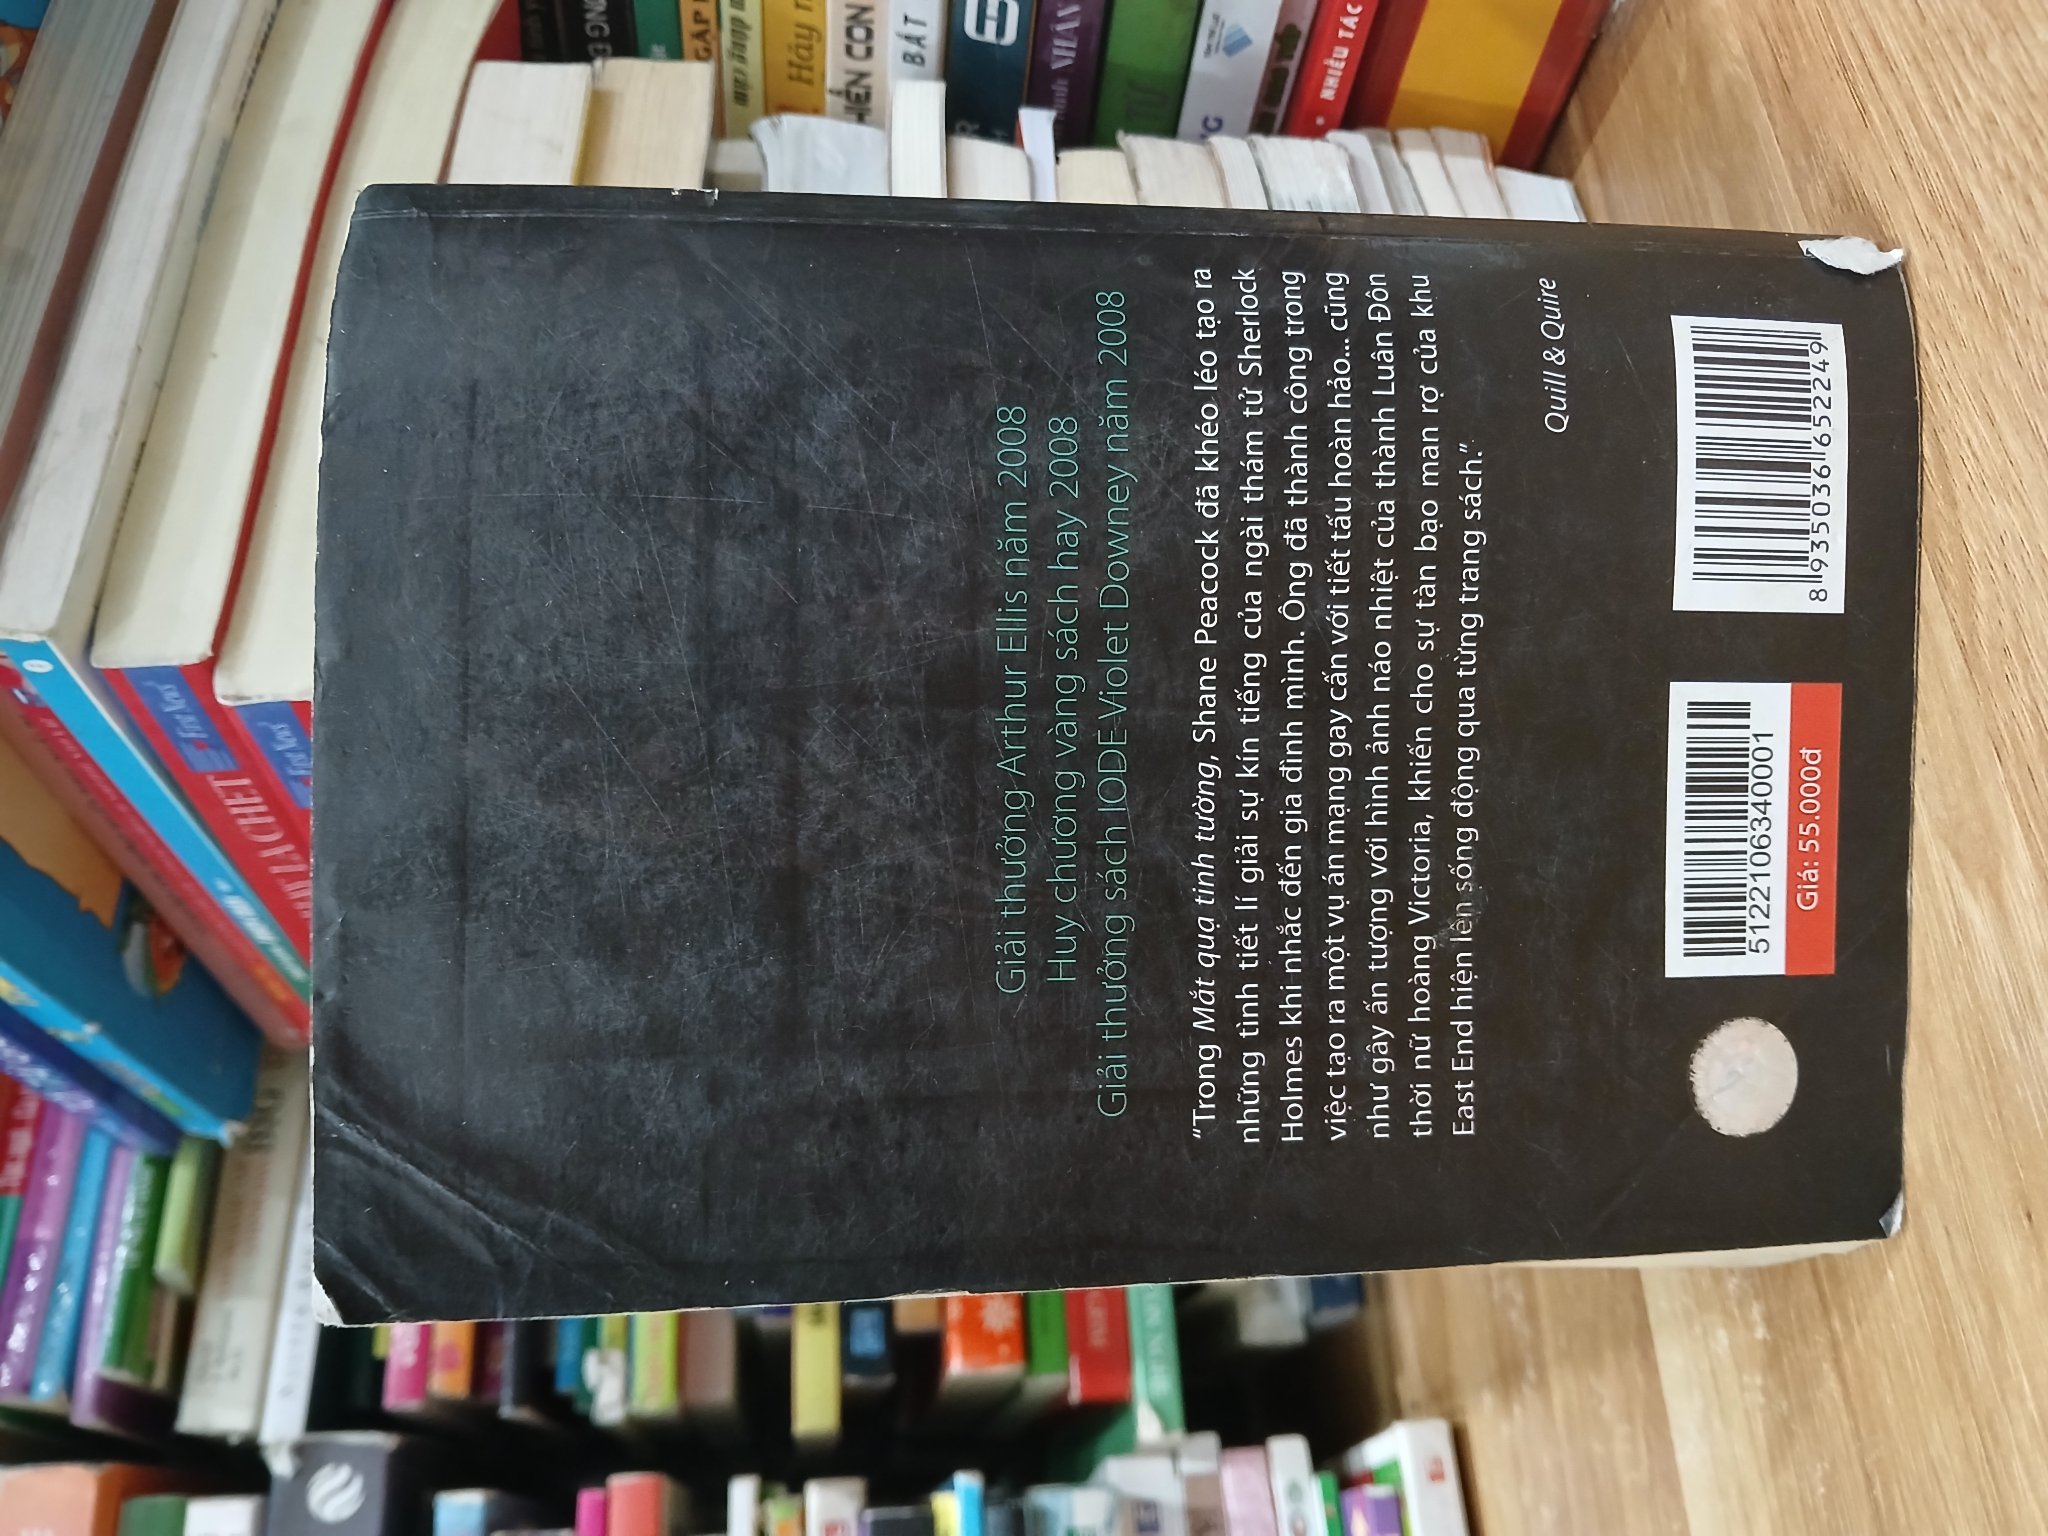 Giải thưởng Arthur Ellis năm 2008
Huy chương vàng sách hay 2008
Giải thưởng sách IODE-Violet Downey năm 2008
“Trong Mắt quạ tinh tường, Shane Peacock đã khéo léo tạo ra
những tình tiết lí giải sự kín tiếng của ngài thám tử Sherlock
Holmes khi nhắc đến gia đình mình. Ông đã thành công trong
việc tạo ra một vụ án mạng gay cấn với tiết tấu hoàn hảo... cũng
như gây ấn tượng với hình ảnh náo nhiệt của thành Luân Đôn
thời nữ hoàng Victoria, khiến cho sự tàn bạo man rợ của khu
East End hiện lên sống động qua từng trang sách.”
Quill & Quire
51222106340001
Giá: 55.000đ
8935036652249
NHIỀU TÁC
BẤT